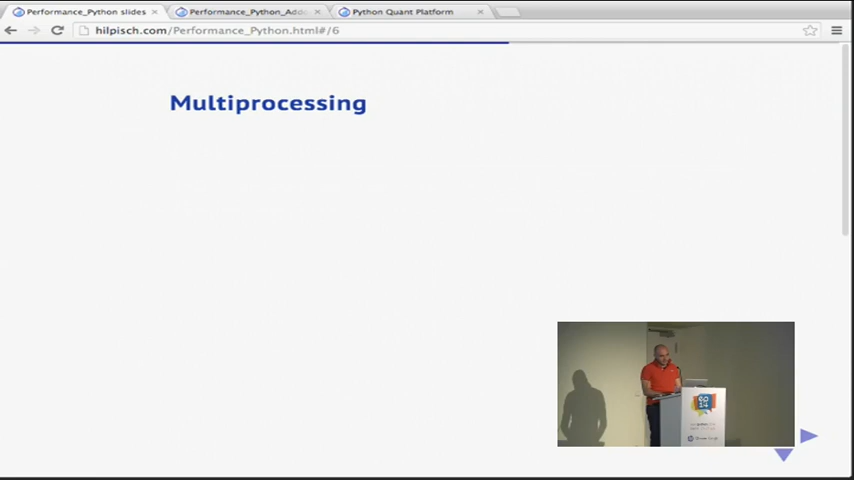 Performance_Python slides
Performance_Python_Add
Python Quant Platform
hilpisch.com/Performance_Python.html#/6
Multiprocessing